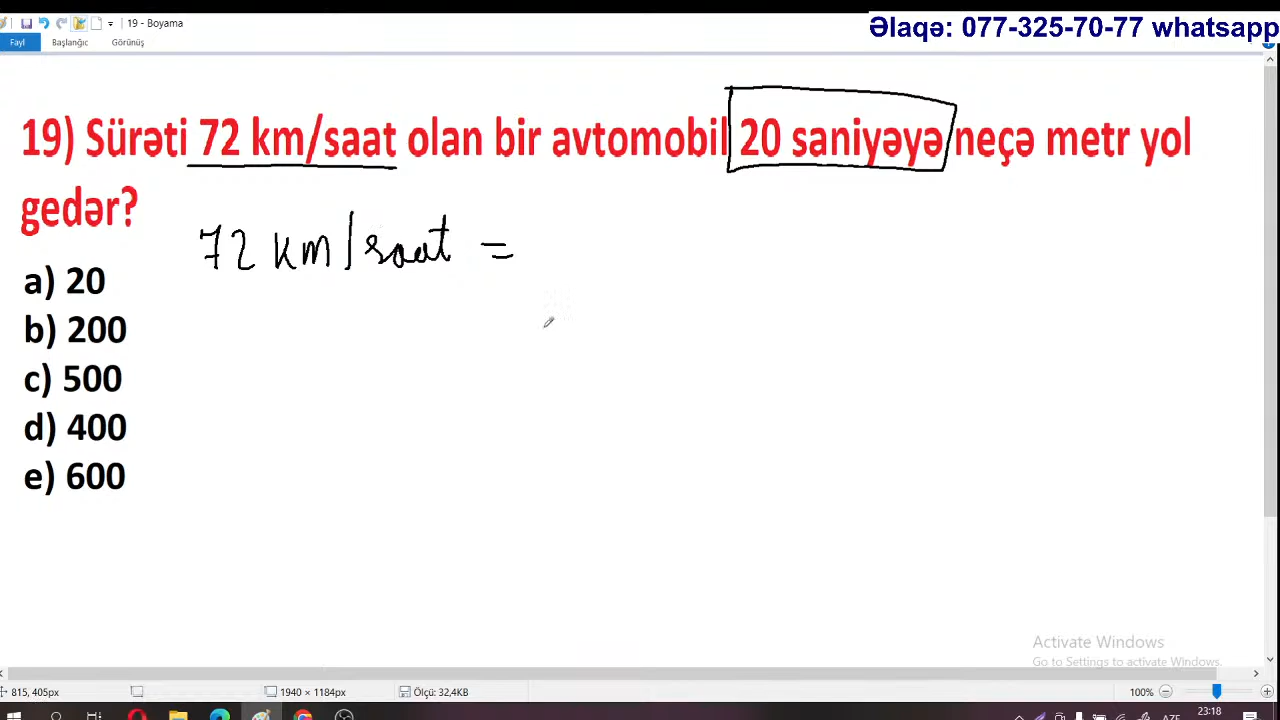 19 - Boyama
Əlaqə: 077-325-70-77 whatsapp
Fayl Başlanğıc Görünüş
19) Sürəti 72 km/saat olan bir avtomobil 20 saniyəyə neçə metr yol
gedər?
72 km/saat =
a) 20
b) 200
c) 500
d) 400
e) 600
Activate Windows
Go to Settings to activate Windows.
815, 405px 1940 × 1184px Ölçü: 32,4KB 100%
AZE 23:18